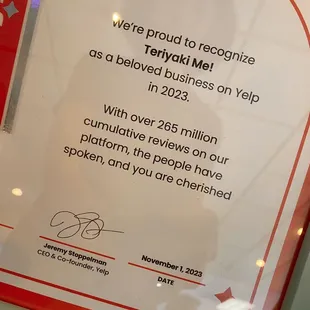 We're proud to recognize
Teriyaki Me!
as a beloved business on Yelp
in 2023.
With over 265 million
cumulative reviews on our
platform, the people have
spoken, and you are cherished
Jeremy Stoppelman
CEO & Co-founder, Yelp
November 1, 2023
DATE